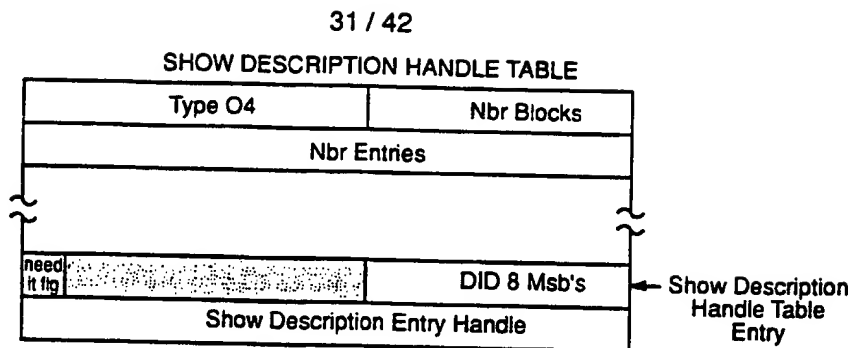 31 / 42
SHOW DESCRIPTION HANDLE TABLE
Type O4 Nbr Blocks
Nbr Entries
need it flg DID 8 Msb's
Show Description Handle Table Entry
Show Description Entry Handle